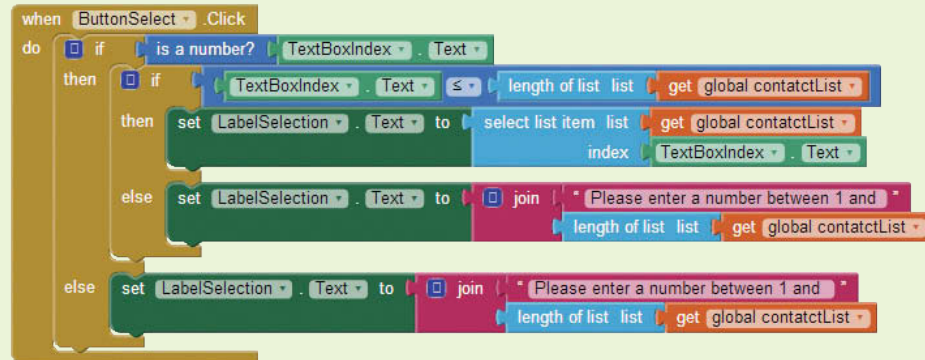 when ButtonSelect .Click
do if is a number? TextBoxIndex . Text
then if TextBoxIndex . Text ≤ length of list list get global contatctList
then set LabelSelection . Text to select list item list get global contatctList
index TextBoxIndex . Text
else set LabelSelection . Text to join " Please enter a number between 1 and "
length of list list get global contatctList
else set LabelSelection . Text to join " Please enter a number between 1 and "
length of list list get global contatctList